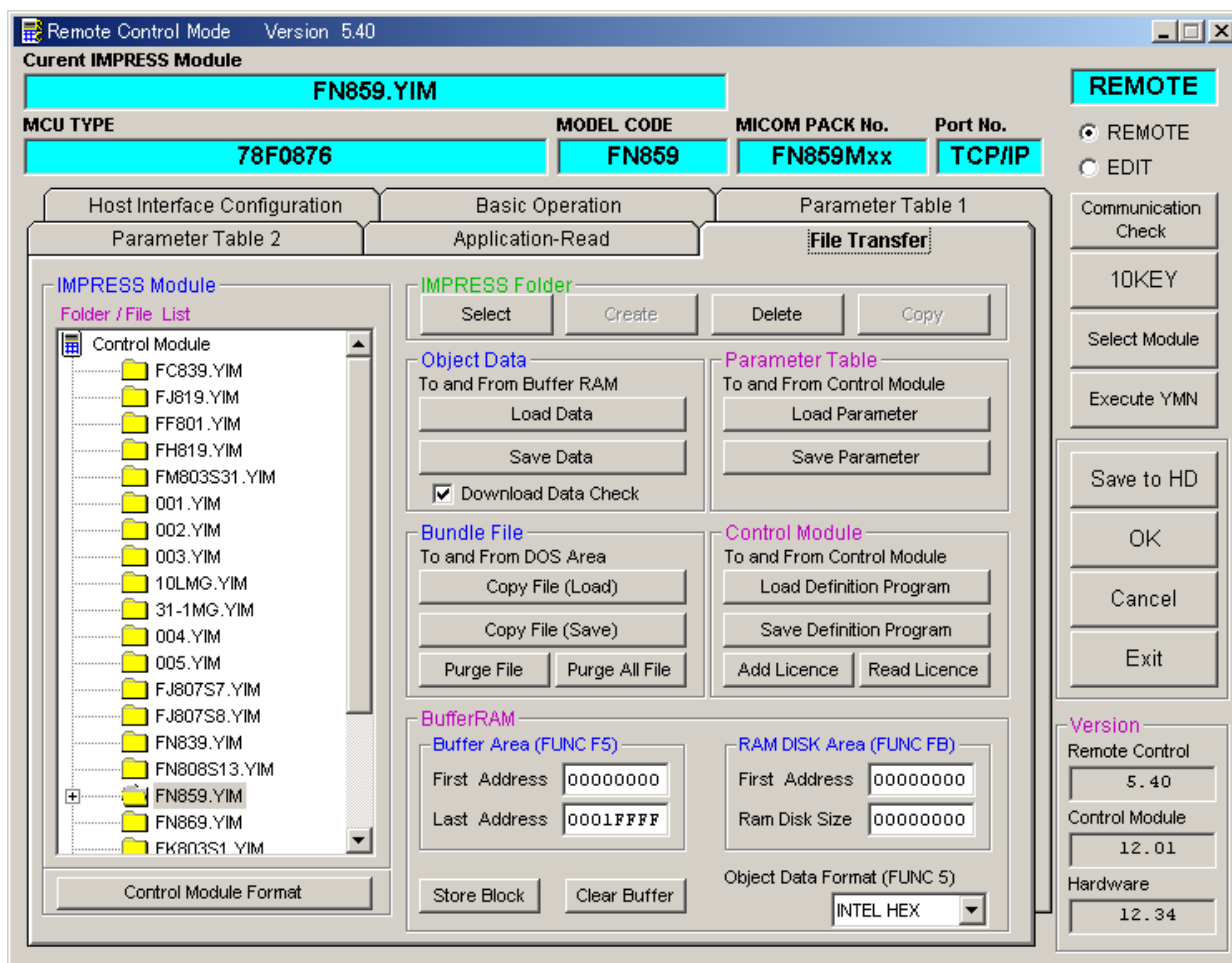 Remote Control Mode Version 5.40
Curent IMPRESS Module
FN859.YIM
MCU TYPE
MODEL CODE
MICOM PACK No.
Port No.
78F0876
FN859
FN859Mxx
TCP/IP
REMOTE
REMOTE
EDIT
Host Interface Configuration
Basic Operation
Parameter Table 1
Parameter Table 2
Application-Read
File Transfer
IMPRESS Module
Folder / File List
Control Module
FC839.YIM
FJ819.YIM
FF801.YIM
FH819.YIM
FM803S31.YIM
001.YIM
002.YIM
003.YIM
10LMG.YIM
31-1MG.YIM
004.YIM
005.YIM
FJ807S7.YIM
FJ807S8.YIM
FN839.YIM
FN808S13.YIM
FN859.YIM
FN869.YIM
FK803S1.YIM
Control Module Format
IMPRESS Folder
Select
Create
Delete
Copy
Object Data
To and From Buffer RAM
Load Data
Save Data
Download Data Check
Parameter Table
To and From Control Module
Load Parameter
Save Parameter
Bundle File
To and From DOS Area
Copy File (Load)
Copy File (Save)
Purge File
Purge All File
Control Module
To and From Control Module
Load Definition Program
Save Definition Program
Add Licence
Read Licence
BufferRAM
Buffer Area (FUNC F5)
First Address 00000000
Last Address 0001FFFF
RAM DISK Area (FUNC FB)
First Address 00000000
Ram Disk Size 00000000
Store Block
Clear Buffer
Object Data Format (FUNC 5)
INTEL HEX
Communication
Check
10KEY
Select Module
Execute YMN
Save to HD
OK
Cancel
Exit
Version
Remote Control
5.40
Control Module
12.01
Hardware
12.34